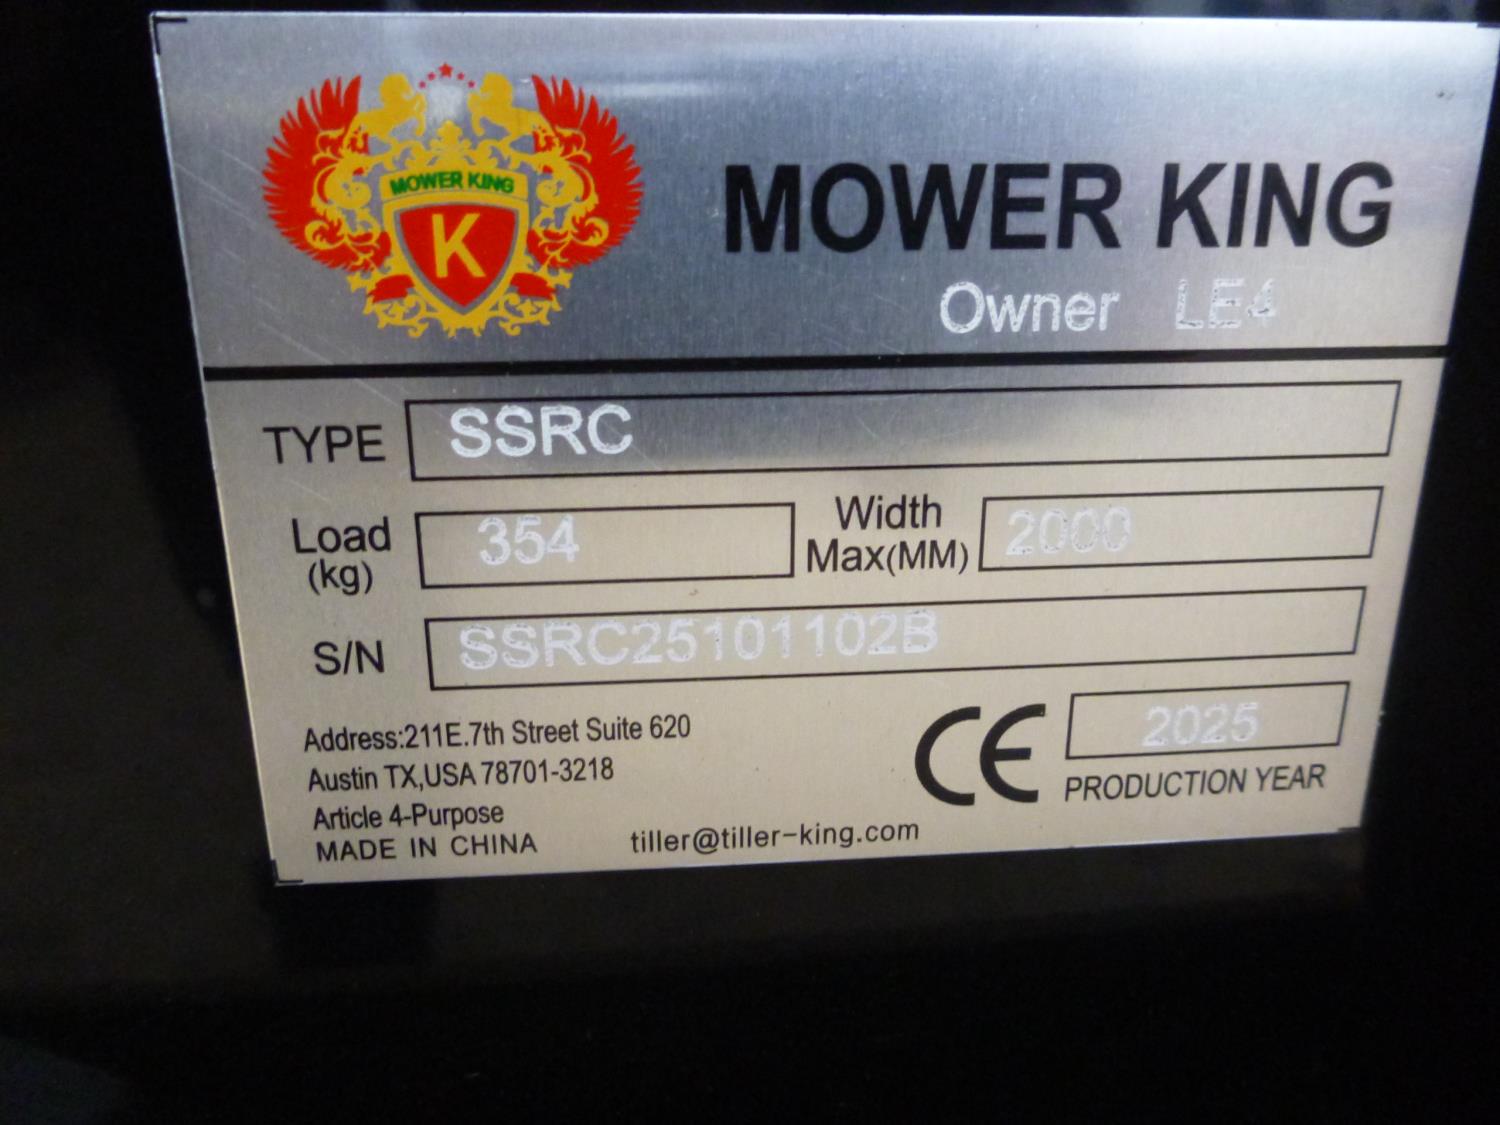 MOWER KING
K
MOWER KING
Owner LE4
TYPE SSRC
Load (kg) 354 Width Max(MM) 2000
S/N SSRC25101102B
Address:211E.7th Street Suite 620
Austin TX,USA 78701-3218
Article 4-Purpose
MADE IN CHINA
tiller@tiller-king.com
CE
2025
PRODUCTION YEAR